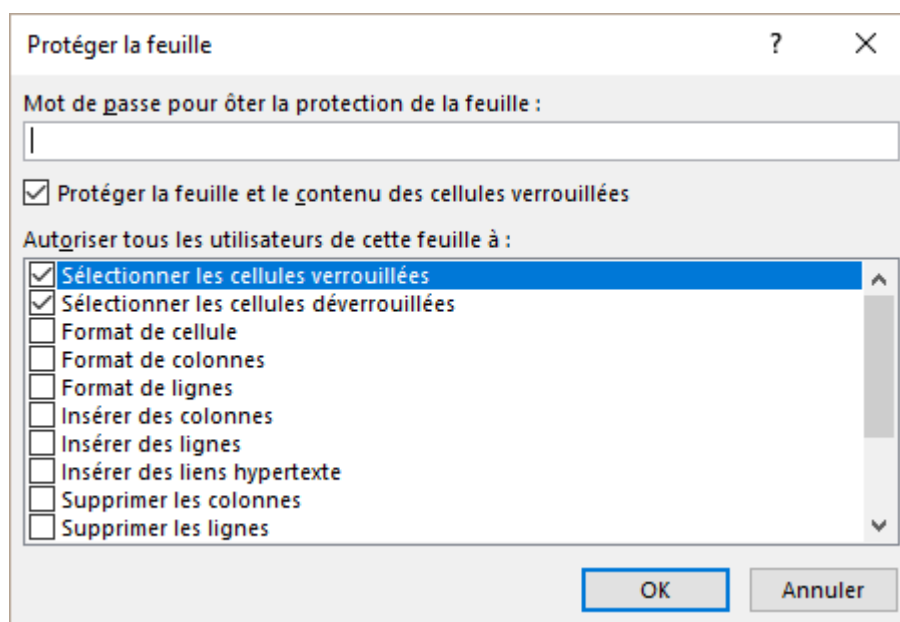 Protéger la feuille ?
Mot de passe pour ôter la protection de la feuille :
Protéger la feuille et le contenu des cellules verrouillées
Autoriser tous les utilisateurs de cette feuille à :
Sélectionner les cellules verrouillées
Sélectionner les cellules déverrouillées
Format de cellule
Format de colonnes
Format de lignes
Insérer des colonnes
Insérer des lignes
Insérer des liens hypertexte
Supprimer les colonnes
Supprimer les lignes
OK Annuler